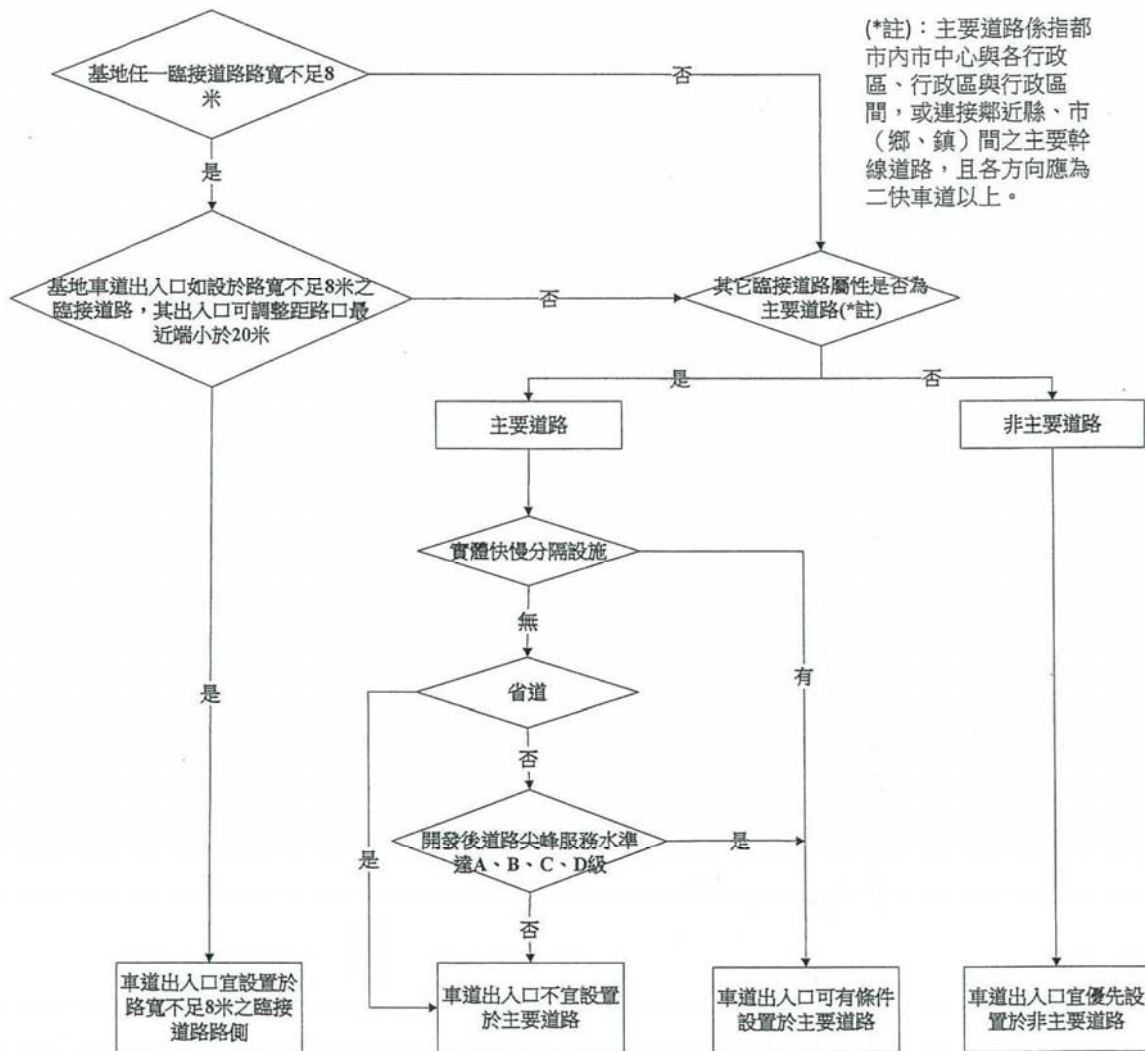 (*註)：主要道路係指都
市內市中心與各行政
區、行政區與行政區
間，或連接鄰近縣、市
（鄉、鎮）間之主要幹
線道路，且各方向應為
二快車道以上。
基地任一臨接道路路寬不足8
米
否
是
基地車道出入口如設於路寬不足8米之
臨接道路，其出入口可調整距路口最
近端小於20米
否
其它臨接道路屬性是否為
主要道路(*註)
是
否
主要道路
非主要道路
實體快慢分隔設施
無
有
是
省道
否
開發後道路尖峰服務水準
達A、B、C、D級
是
是
否
車道出入口宜設置於
路寬不足8米之臨接
道路路側
車道出入口不宜設置
於主要道路
車道出入口可有條件
設置於主要道路
車道出入口宜優先設
置於非主要道路